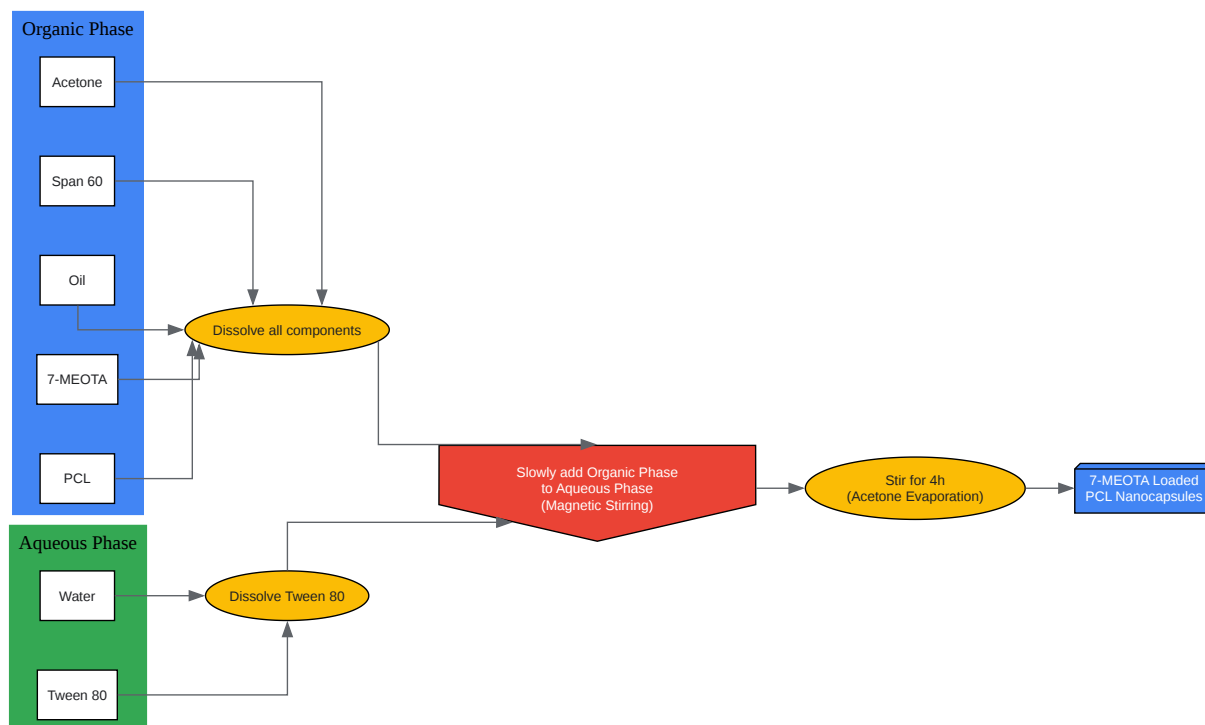 Organic Phase
Acetone
Span 60
Oil
Dissolve all components
7-MEOTA
PCL
Slowly add Organic Phase
to Aqueous Phase
(Magnetic Stirring)
Stir for 4h
(Acetone Evaporation)
7-MEOTA Loaded
PCL Nanocapsules
Aqueous Phase
Water
Dissolve Tween 80
Tween 80